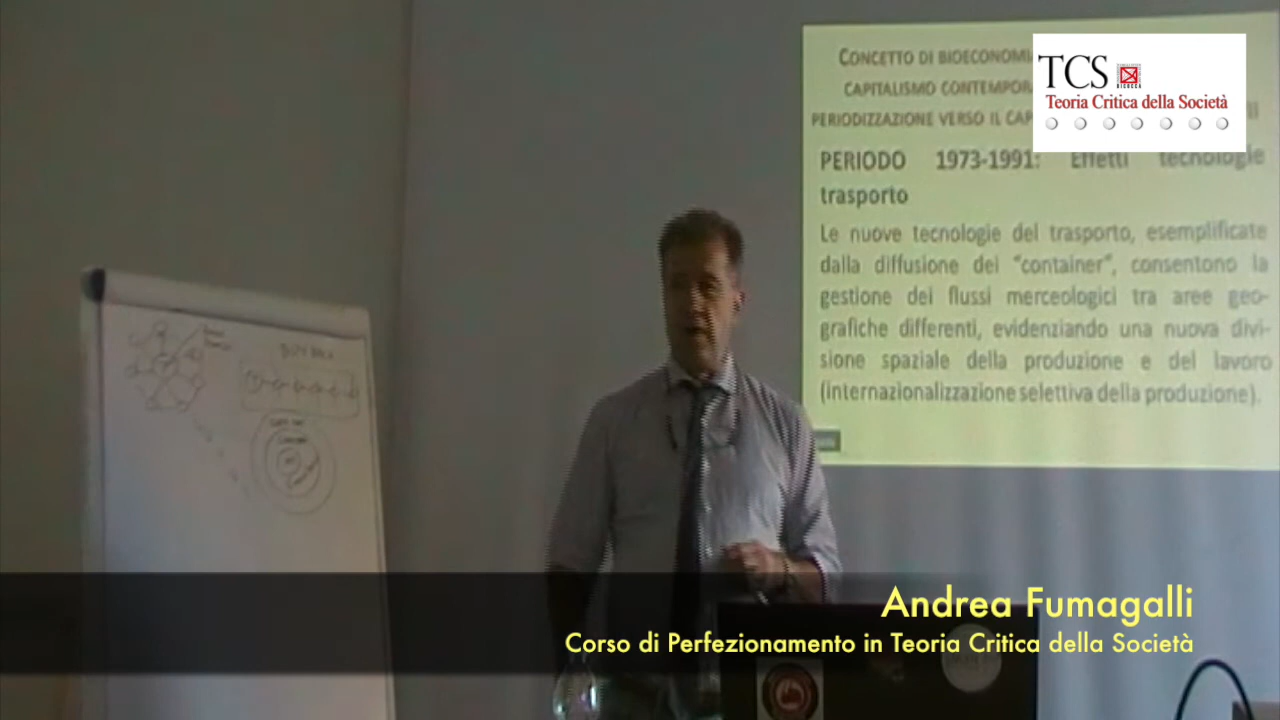 CONCETTO DI BIOECONOMIA
CAPITALISMO
PERIODIZZAZIONE VERSO IL
PERIODO 1973-1991: Effetti tecnologie
trasporto
Le nuove tecnologie del trasporto, esemplificate
dalla diffusione dei “container”, consentono la
gestione dei flussi merceologici tra aree geo-
grafiche differenti, evidenziando una nuova divi-
sione spaziale della produzione e del lavoro
(internazionalizzazione selettiva della produzione).
TCS
BICOCCA
Teoria Critica della Società
Andrea Fumagalli
Corso di Perfezionamento in Teoria Critica della Società